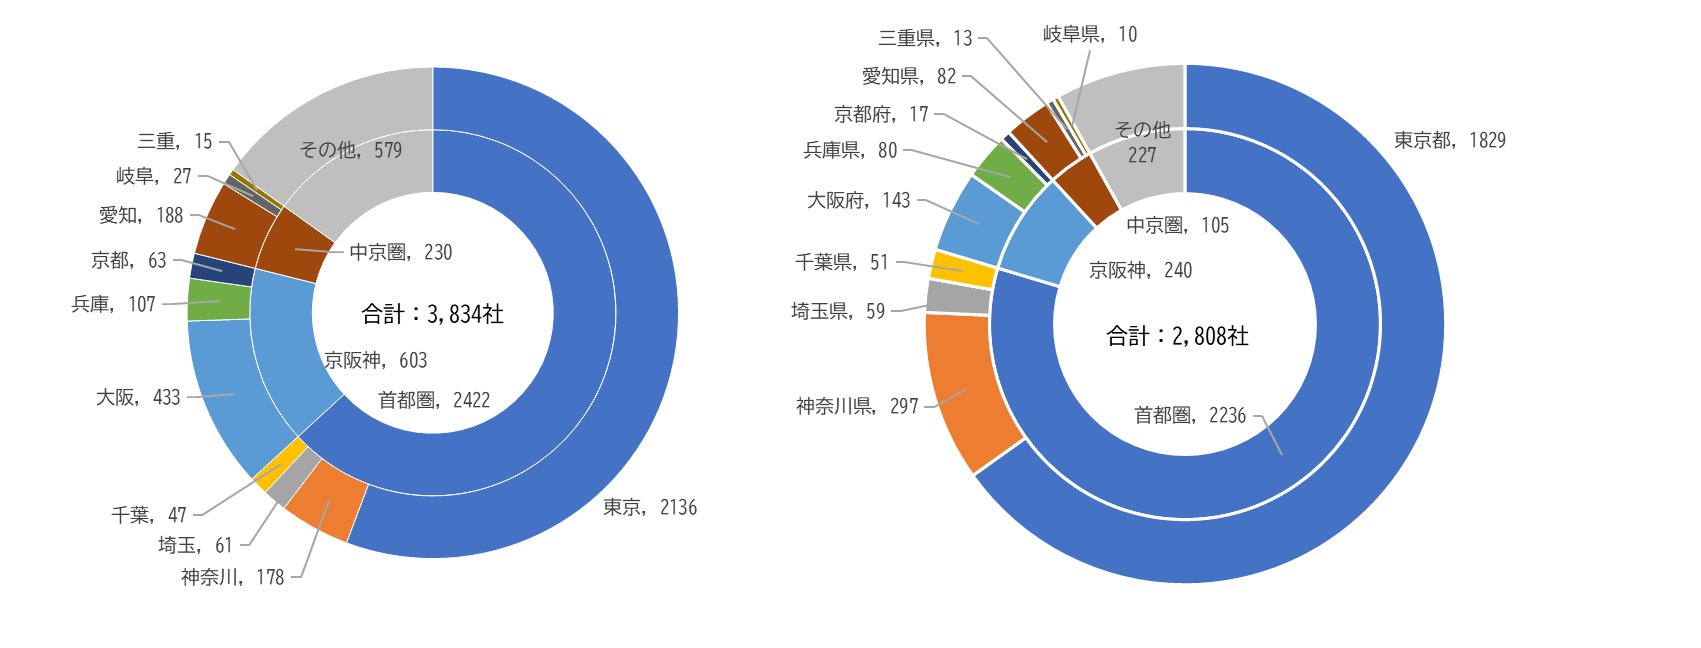 三重, 15
岐阜, 27
愛知, 188
京都, 63
兵庫, 107
大阪, 433
千葉, 47
埼玉, 61
神奈川, 178
東京, 2136
その他, 579
中京圏, 230
合計：3,834社
京阪神, 603
首都圏, 2422
三重県, 13
岐阜県, 10
愛知県, 82
京都府, 17
兵庫県, 80
大阪府, 143
千葉県, 51
埼玉県, 59
神奈川県, 297
東京都, 1829
その他
227
中京圏, 105
京阪神, 240
合計：2,808社
首都圏, 2236